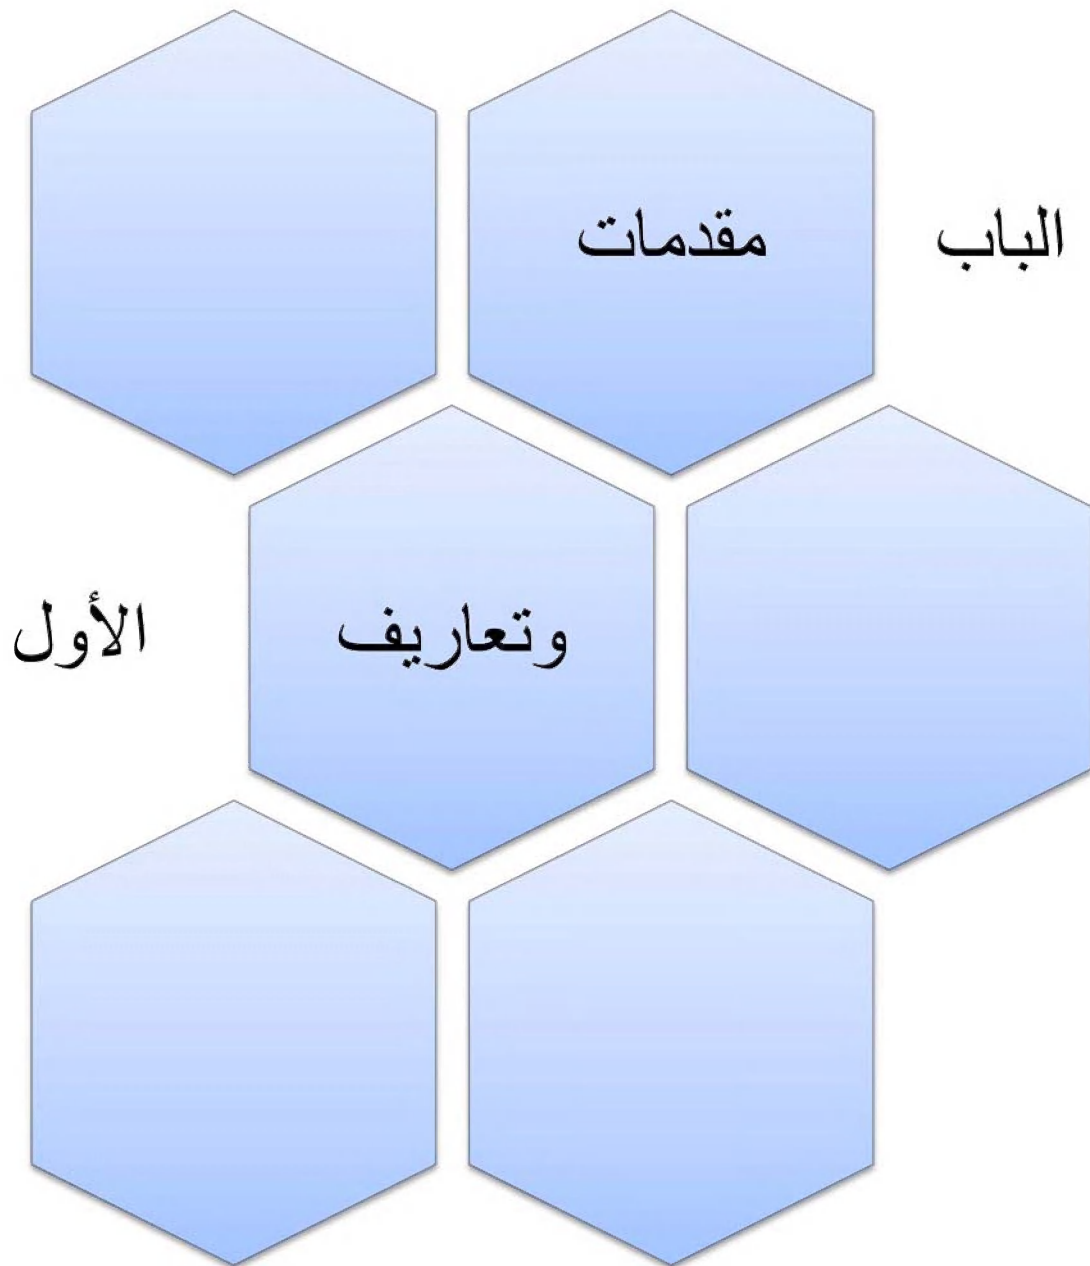 الباب
مقدمات
وتعاريف
الأول